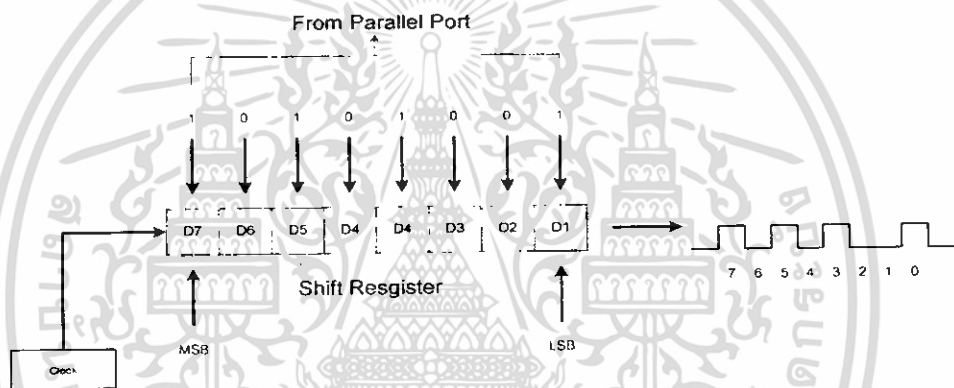 From Parallel Port
1 0 1 0 1 0 0 1
D7 D6 D5 D4 D4 D3 D2 D1
7 6 5 4 3 2 1 0
Shift Resgister
MSB LSB
Clock